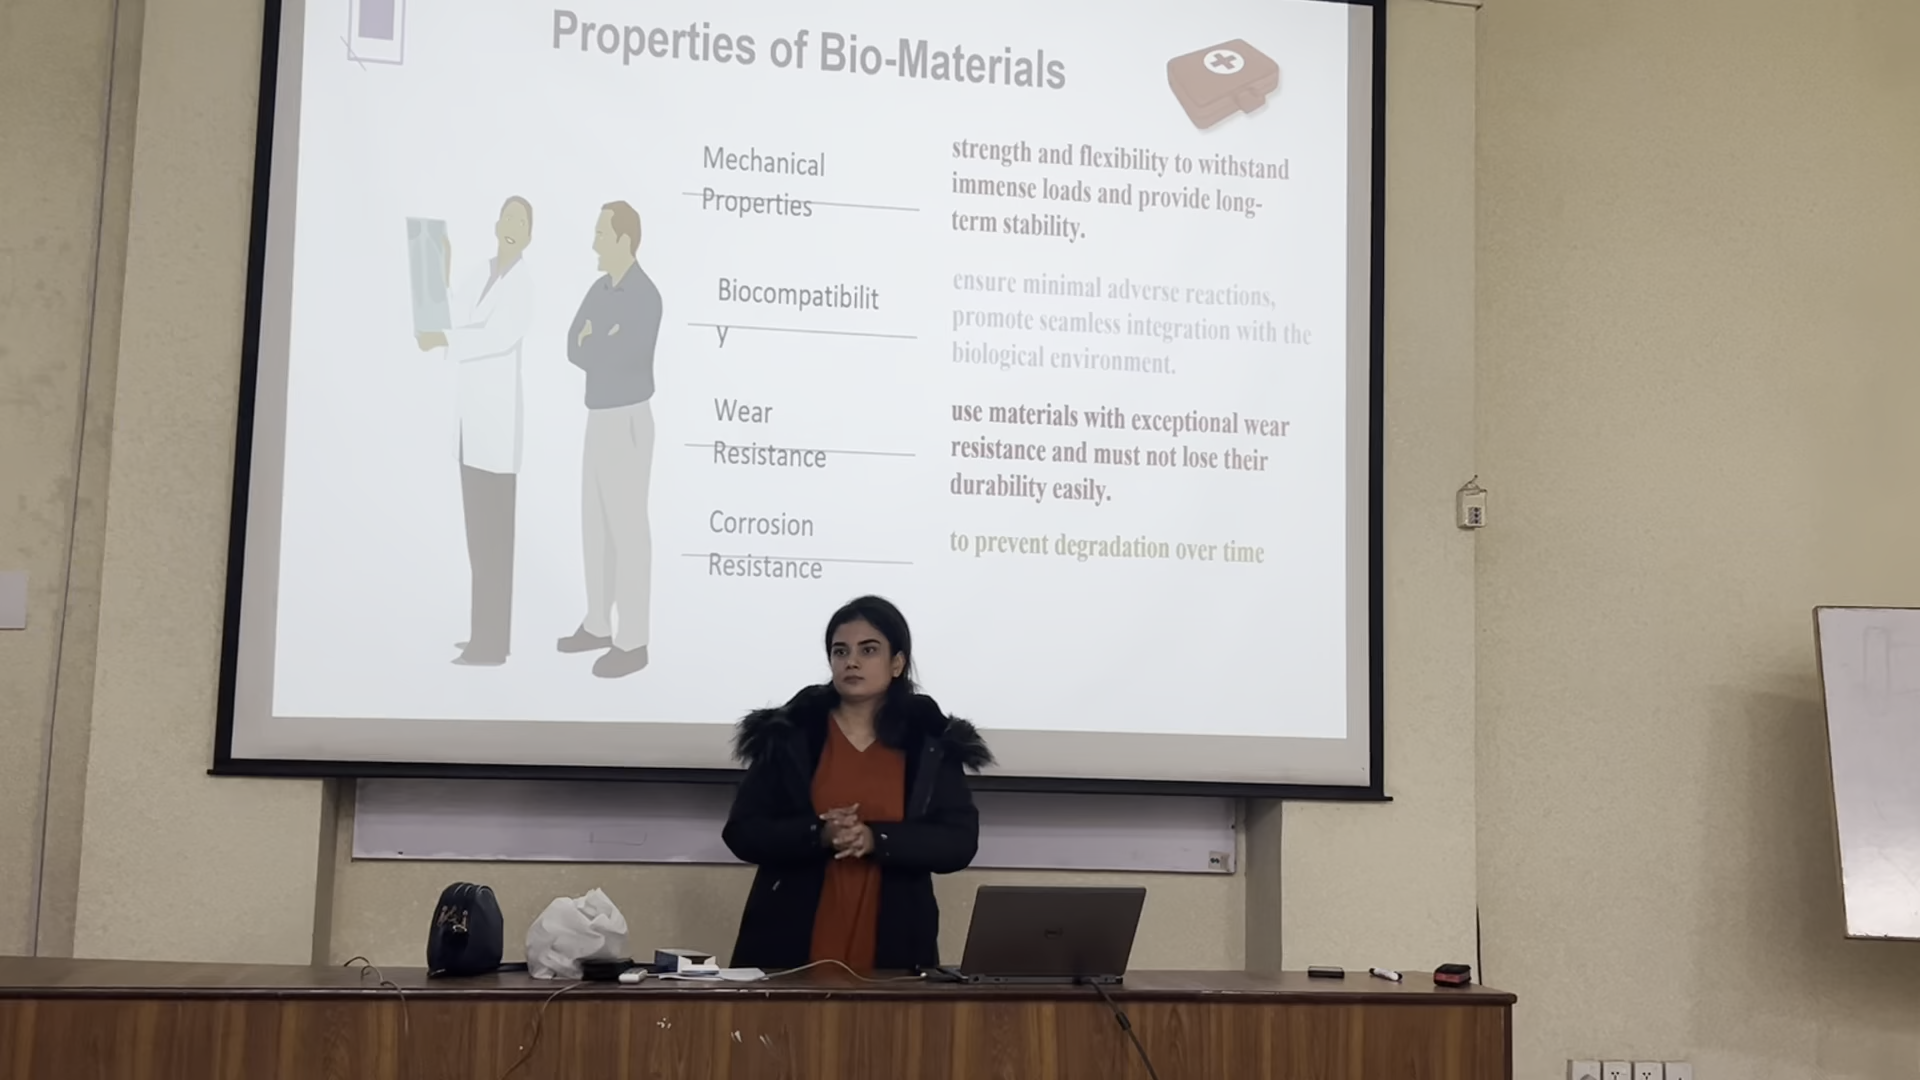 Properties of Bio-Materials
Mechanical
Properties
strength and flexibility to withstand
immense loads and provide long-
term stability.
Biocompatibilit
y
ensure minimal adverse reactions,
promote seamless integration with the
biological environment.
Wear
Resistance
use materials with exceptional wear
resistance and must not lose their
durability easily.
Corrosion
Resistance
to prevent degradation over time